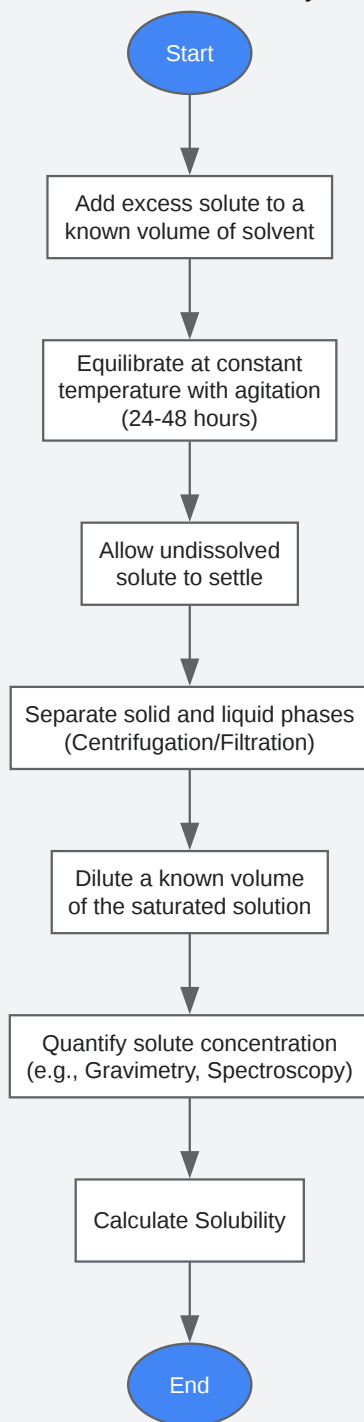 Start
Add excess solute to a
known volume of solvent
Equilibrate at constant
temperature with agitation
(24-48 hours)
Allow undissolved
solute to settle
Separate solid and liquid phases
(Centrifugation/Filtration)
Dilute a known volume
of the saturated solution
Quantify solute concentration
(e.g., Gravimetry, Spectroscopy)
Calculate Solubility
End